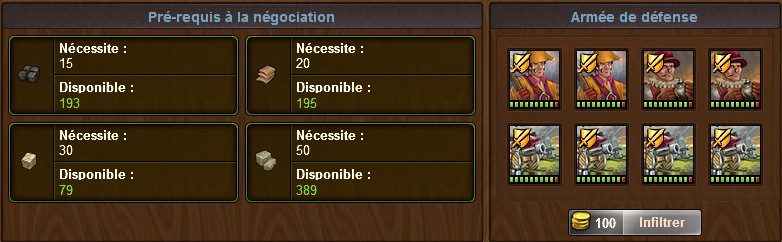 Pré-requis à la négociation
Nécessite :
15
Disponible :
193
Nécessite :
20
Disponible :
195
Nécessite :
30
Disponible :
79
Nécessite :
50
Disponible :
389
Armée de défense
100 Infiltrer